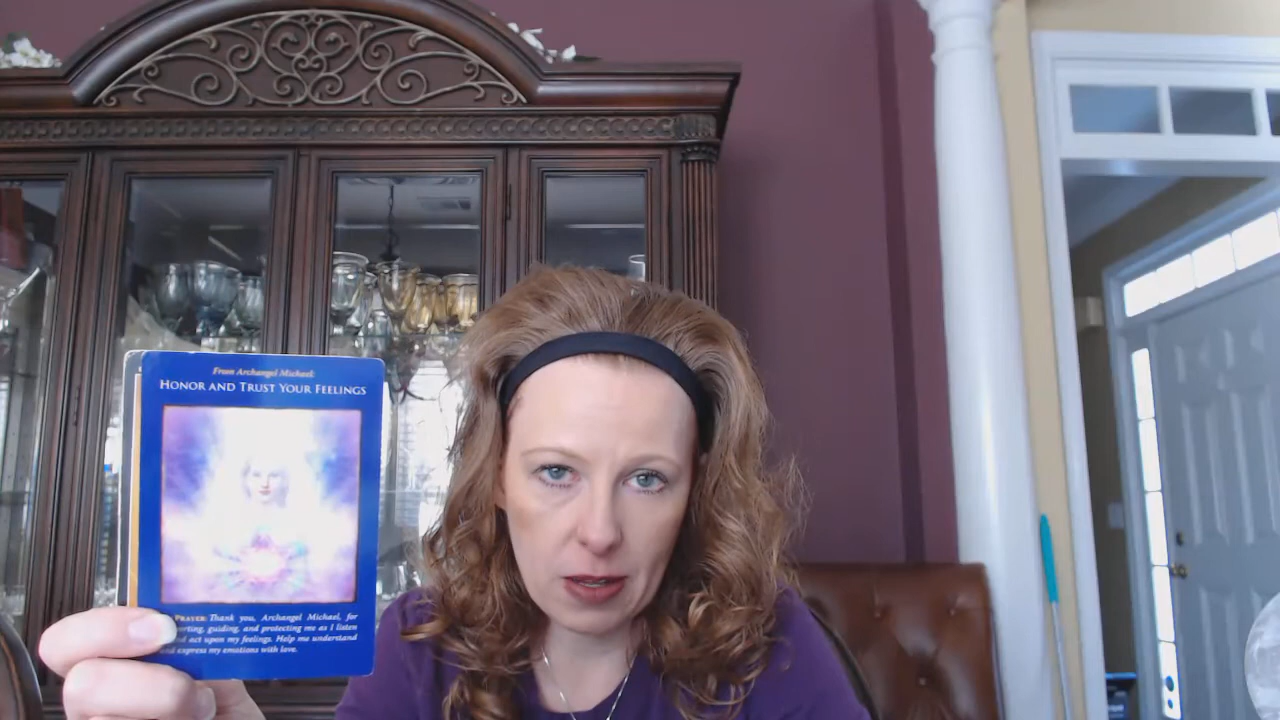 From Archangel Michael:
HONOR AND TRUST YOUR FEELINGS
PRAYER: Thank you, Archangel Michael, for
guiding, and protecting me as I listen
act upon my feelings. Help me understand
express my emotions with love.